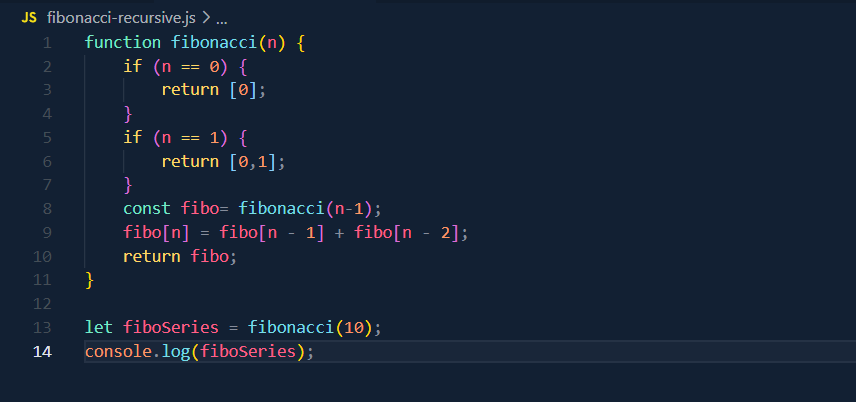 JS fibonacci-recursive.js > ...
1 function fibonacci(n) {
2     if (n == 0) {
3         return [0];
4     }
5     if (n == 1) {
6         return [0,1];
7     }
8     const fibo= fibonacci(n-1);
9     fibo[n] = fibo[n - 1] + fibo[n - 2];
10     return fibo;
11 }
12
13 let fiboSeries = fibonacci(10);
14 console.log(fiboSeries);